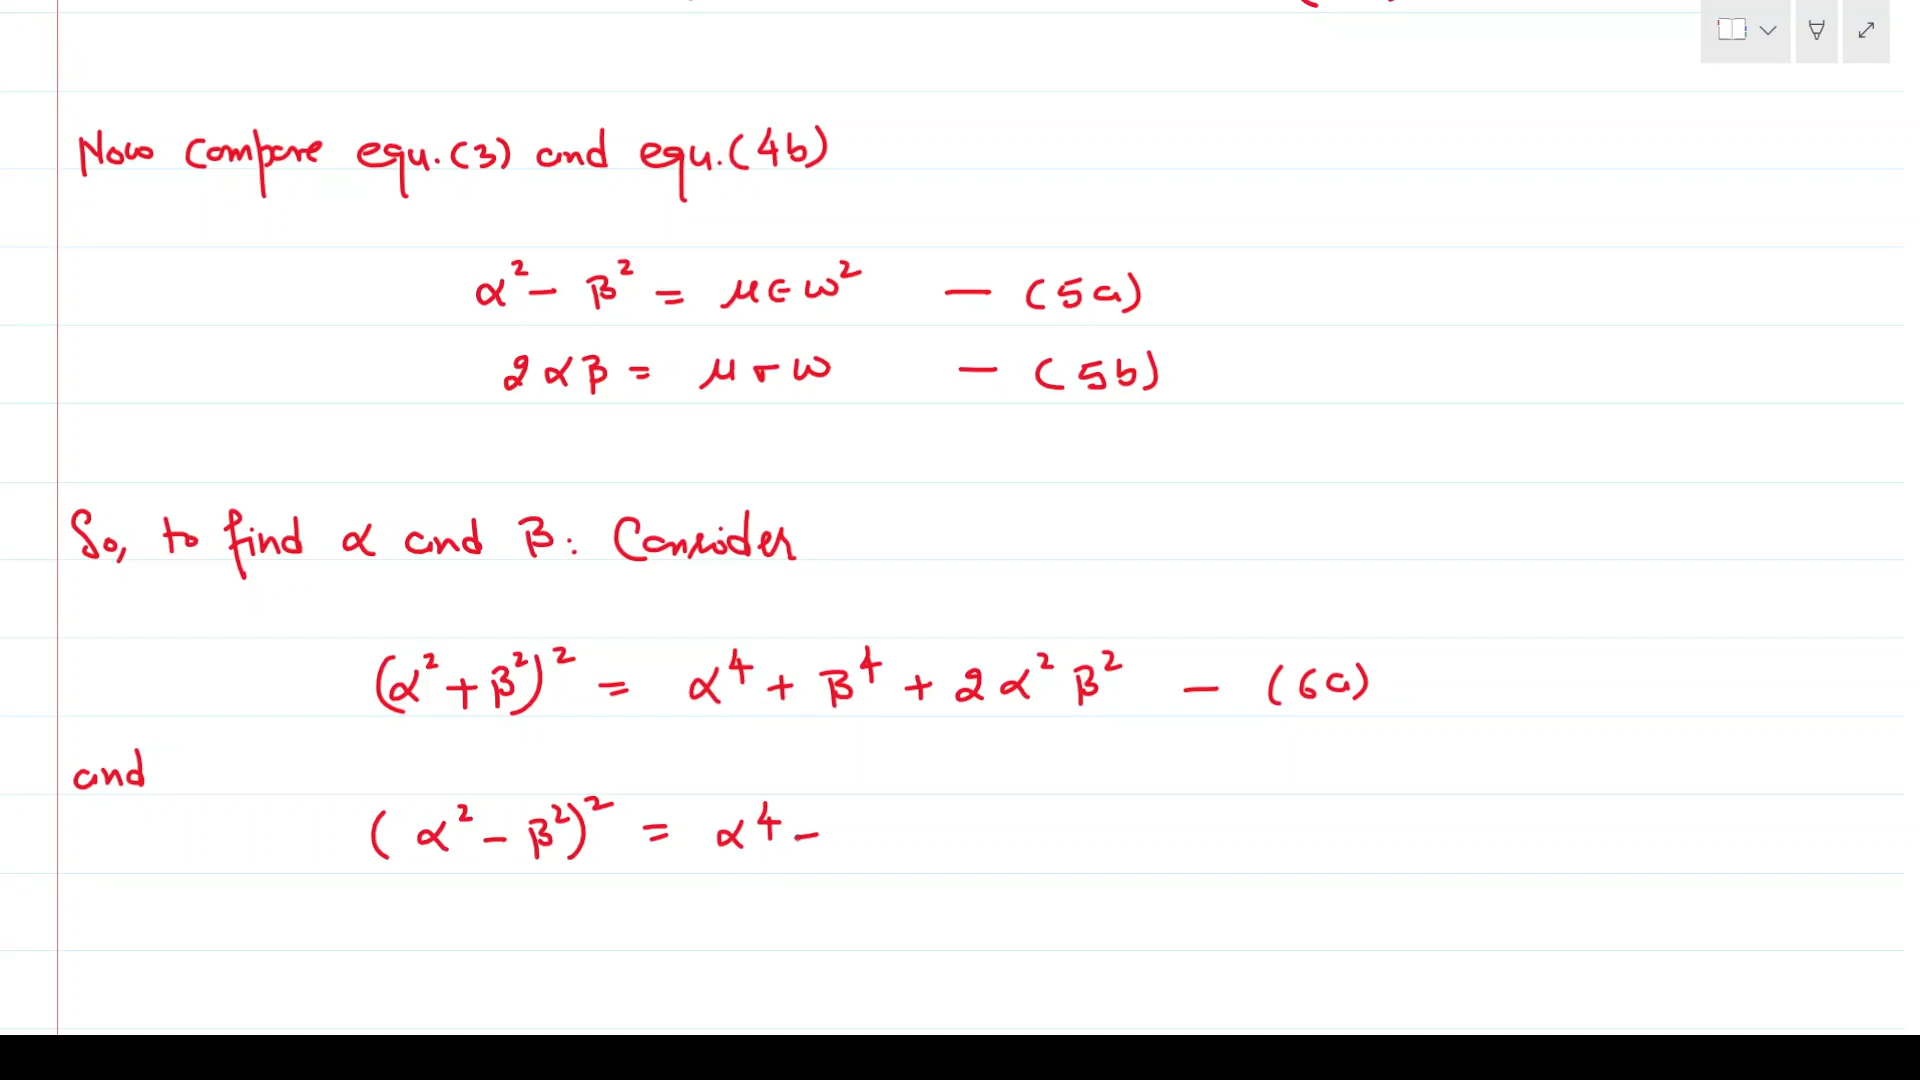 Now compare equ.(3) and equ.(4b)
α² - β² = μ∈ω² — (5a)
2αβ = μσω — (5b)
So, to find α and β: Consider
(α² + β²)² = α⁴ + β⁴ + 2α²β² — (6a)
and
(α² - β²)² = α⁴ -